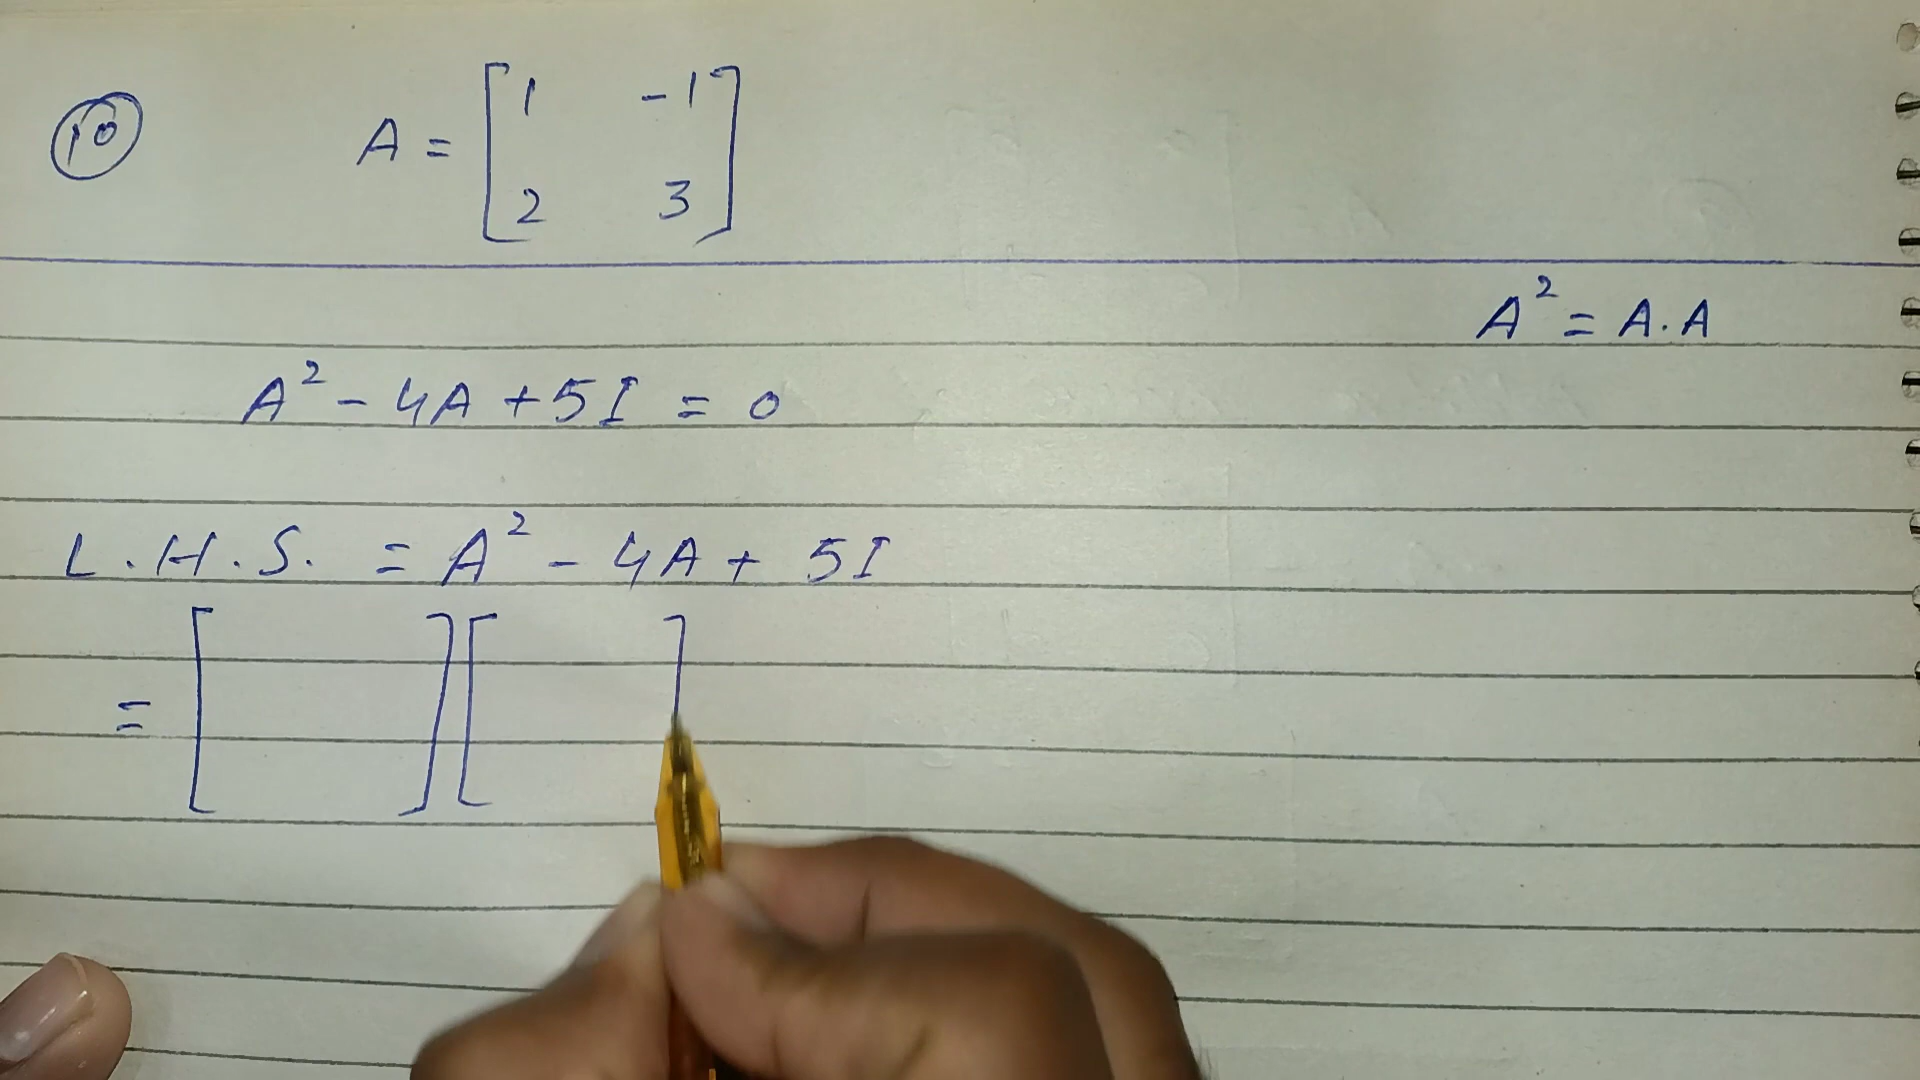 10 A = [ 1 -1
2 3 ]
A² = A.A
A² - 4A + 5I = 0
L.H.S. = A² - 4A + 5I
= [ ] [ ]